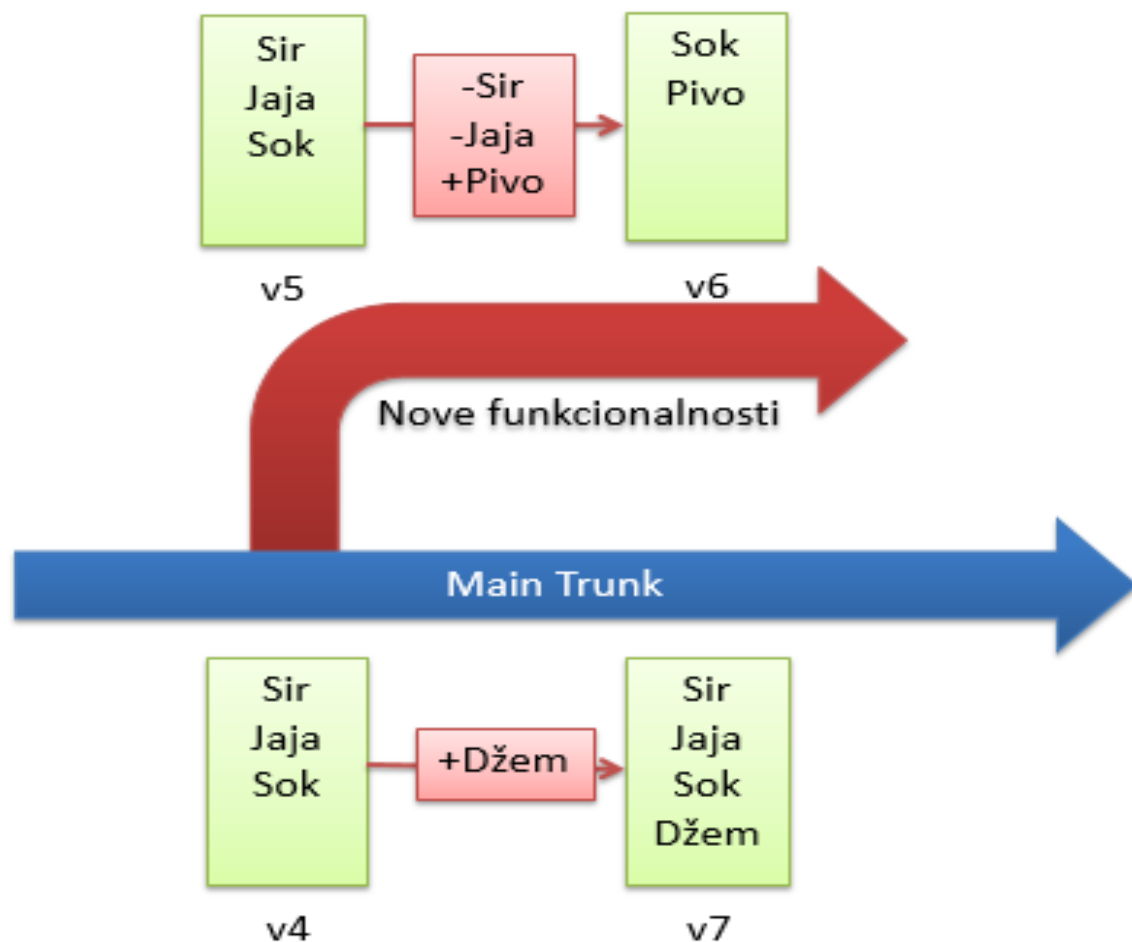 Sir
Jaja
Sok
-Sir
-Jaja
+Pivo
Sok
Pivo
v5
v6
Nove funkcionalnosti
Main Trunk
Sir
Jaja
Sok
+Džem
Sir
Jaja
Sok
Džem
v4
v7